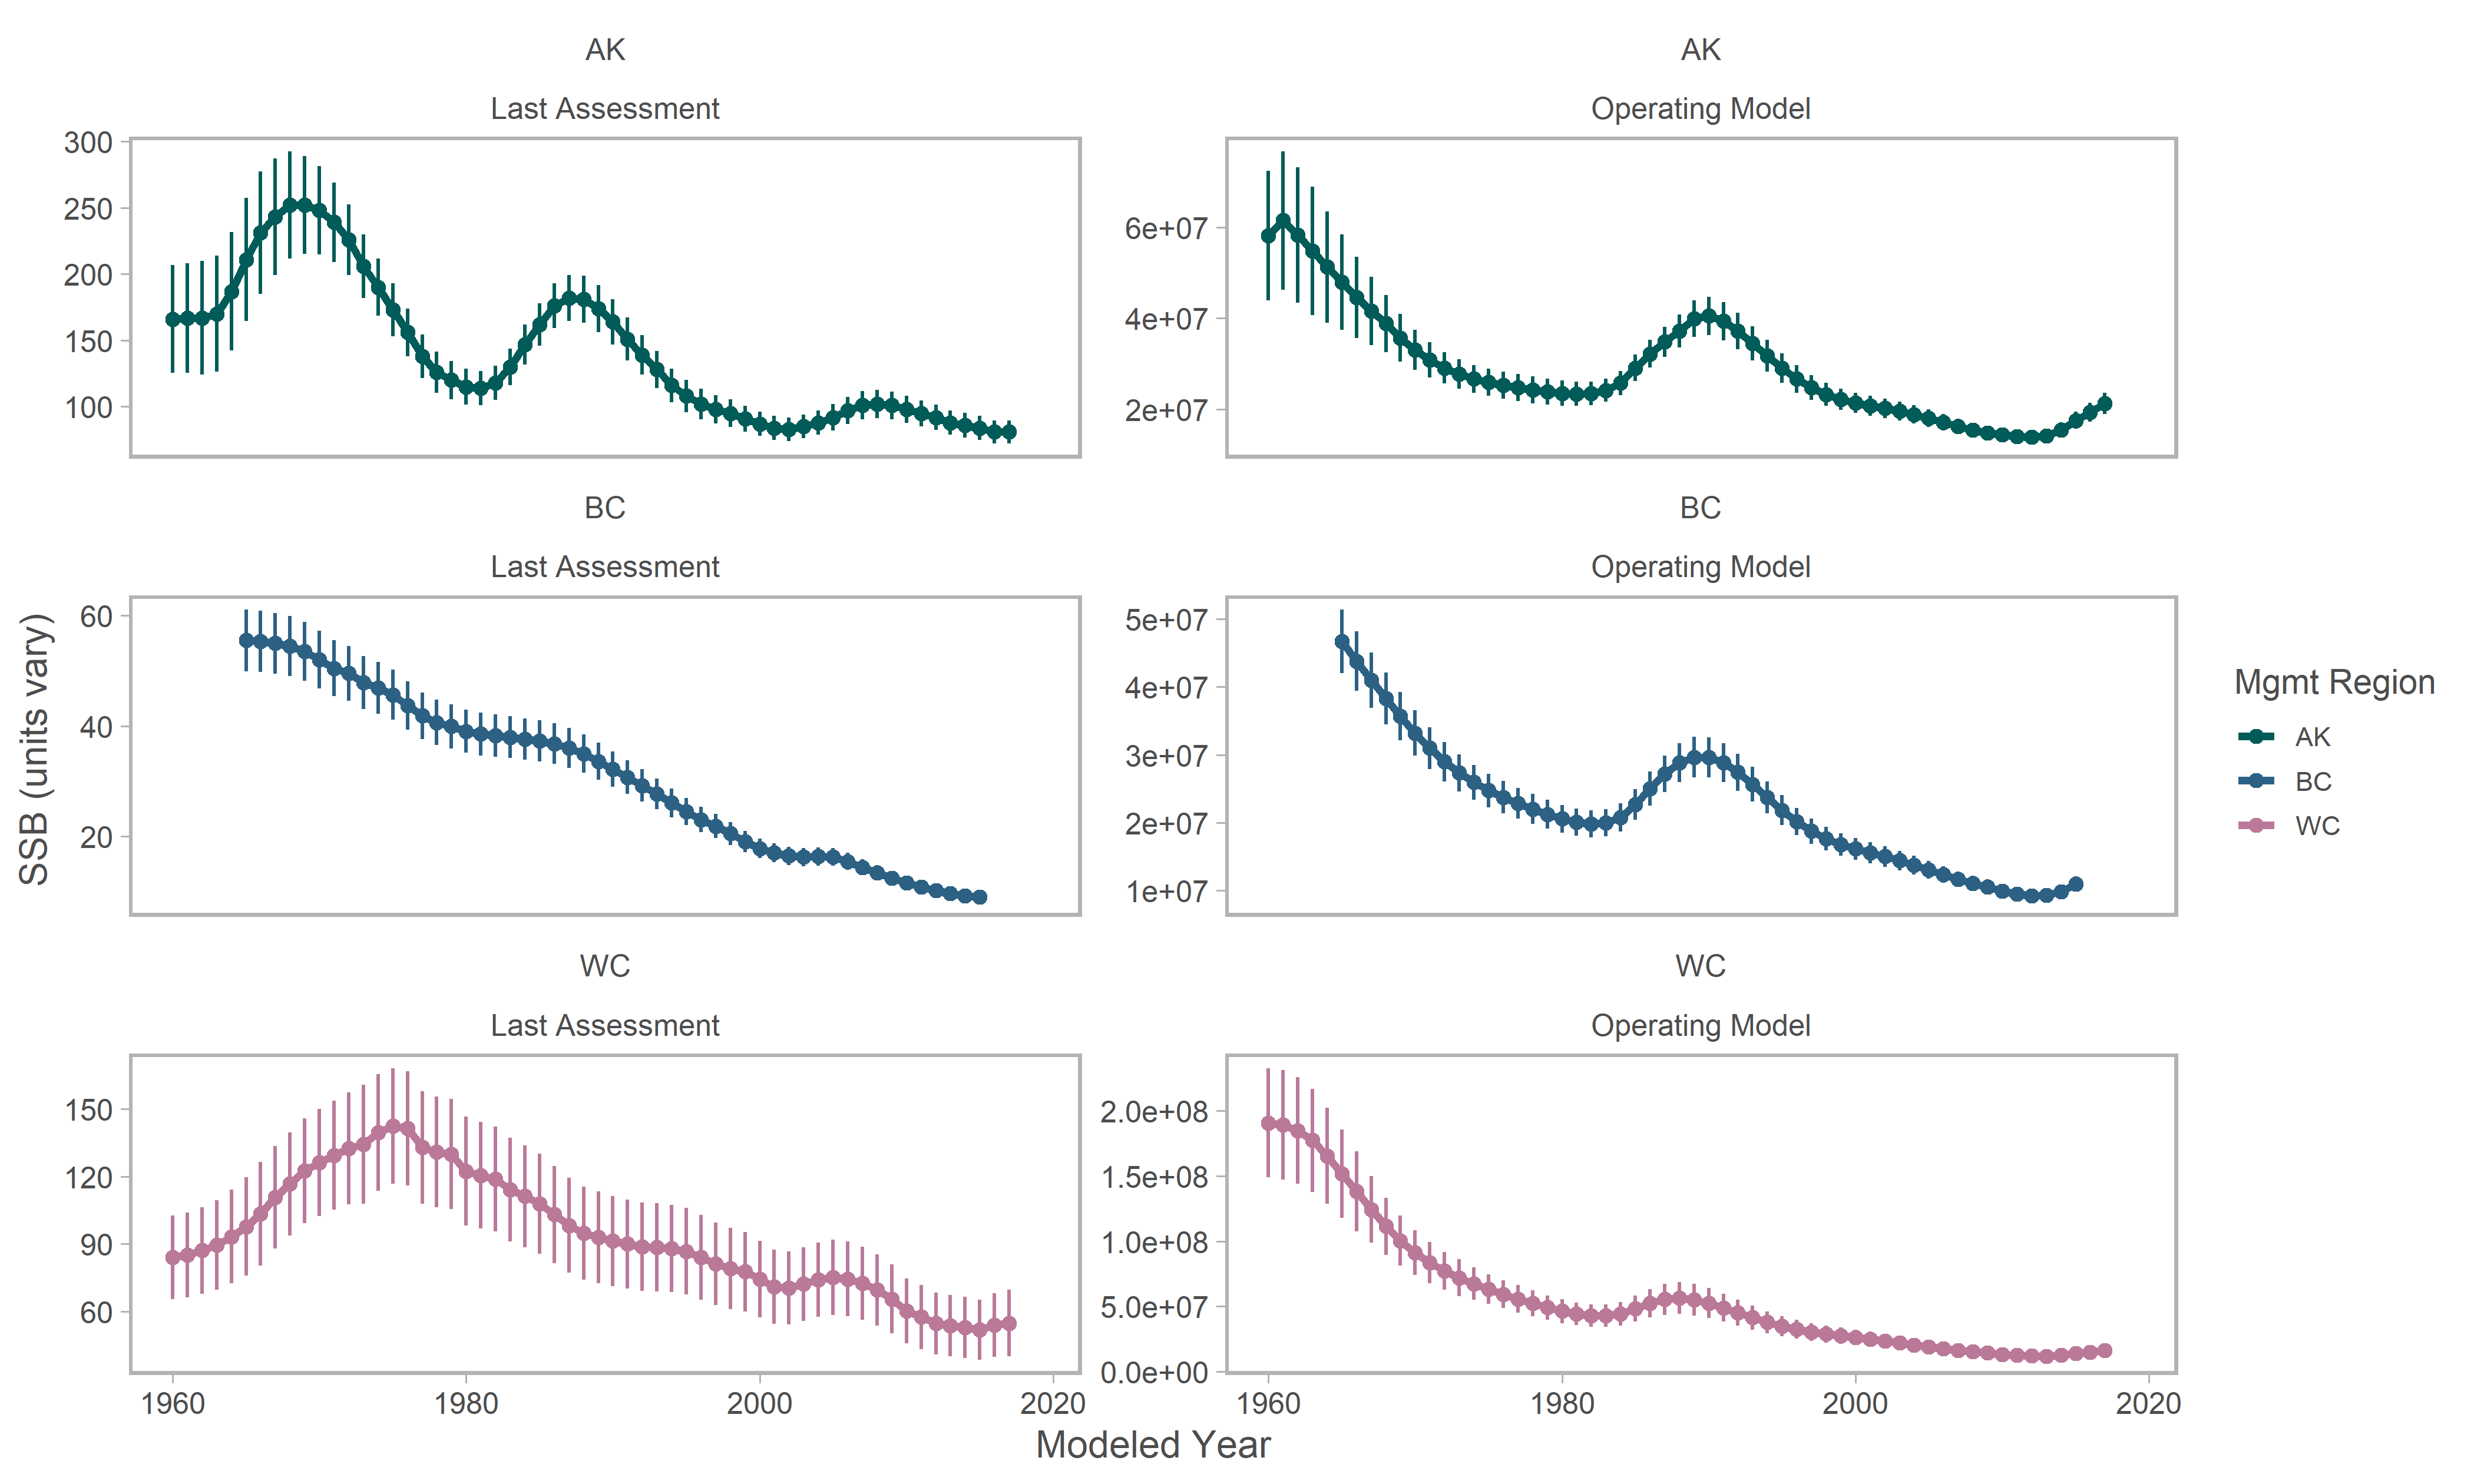 AK
Last Assessment
300
250
200
150
100
AK
Operating Model
6e+07
4e+07
2e+07
BC
Last Assessment
60
40
20
BC
Operating Model
5e+07
4e+07
3e+07
2e+07
1e+07
WC
Last Assessment
150
120
90
60
1960
1980
2000
2020
WC
Operating Model
2.0e+08
1.5e+08
1.0e+08
5.0e+07
0.0e+00
1960
1980
2000
2020
SSB (units vary)
Modeled Year
Mgmt Region
AK
BC
WC